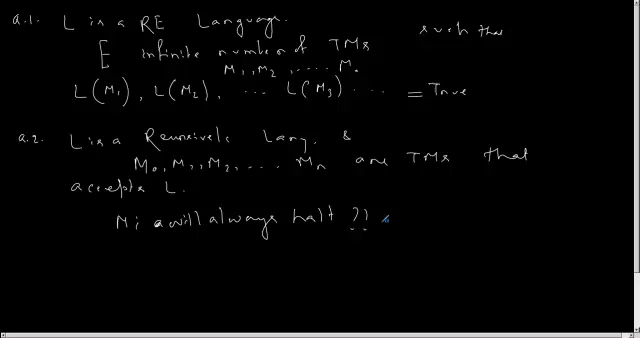 Q.1. L is a RE Language. such that
E infinite number of TMs
M₁, M₂, ..... M.
L(M₁), L(M₂), ... L(M₃) ... = True
Q.2. L is a Recursively Lang. &
M₀, M₁, M₂, ... Mₙ are TMs that
accepts L.
Mi will always halt ?!